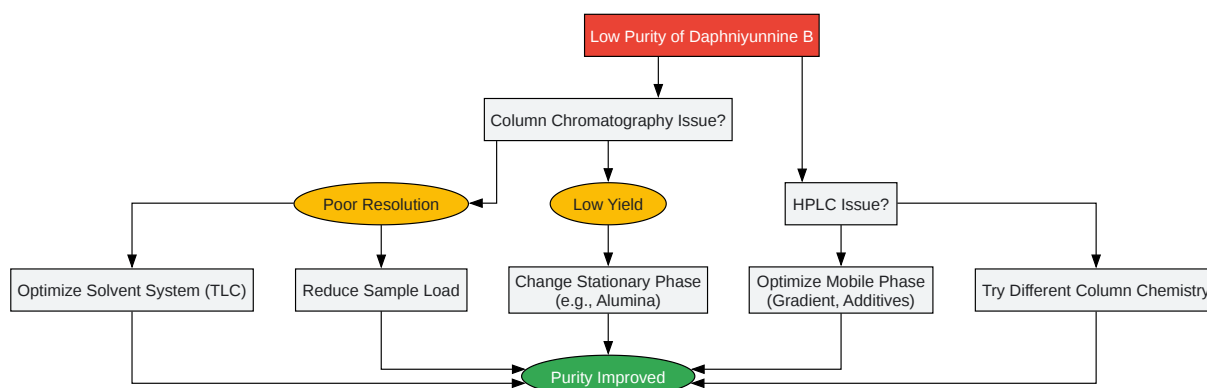 Low Purity of Daphniyunnine B
Column Chromatography Issue?
Poor Resolution
Low Yield
HPLC Issue?
Optimize Solvent System (TLC)
Reduce Sample Load
Change Stationary Phase
(e.g., Alumina)
Optimize Mobile Phase
(Gradient, Additives)
Try Different Column Chemistry
Purity Improved